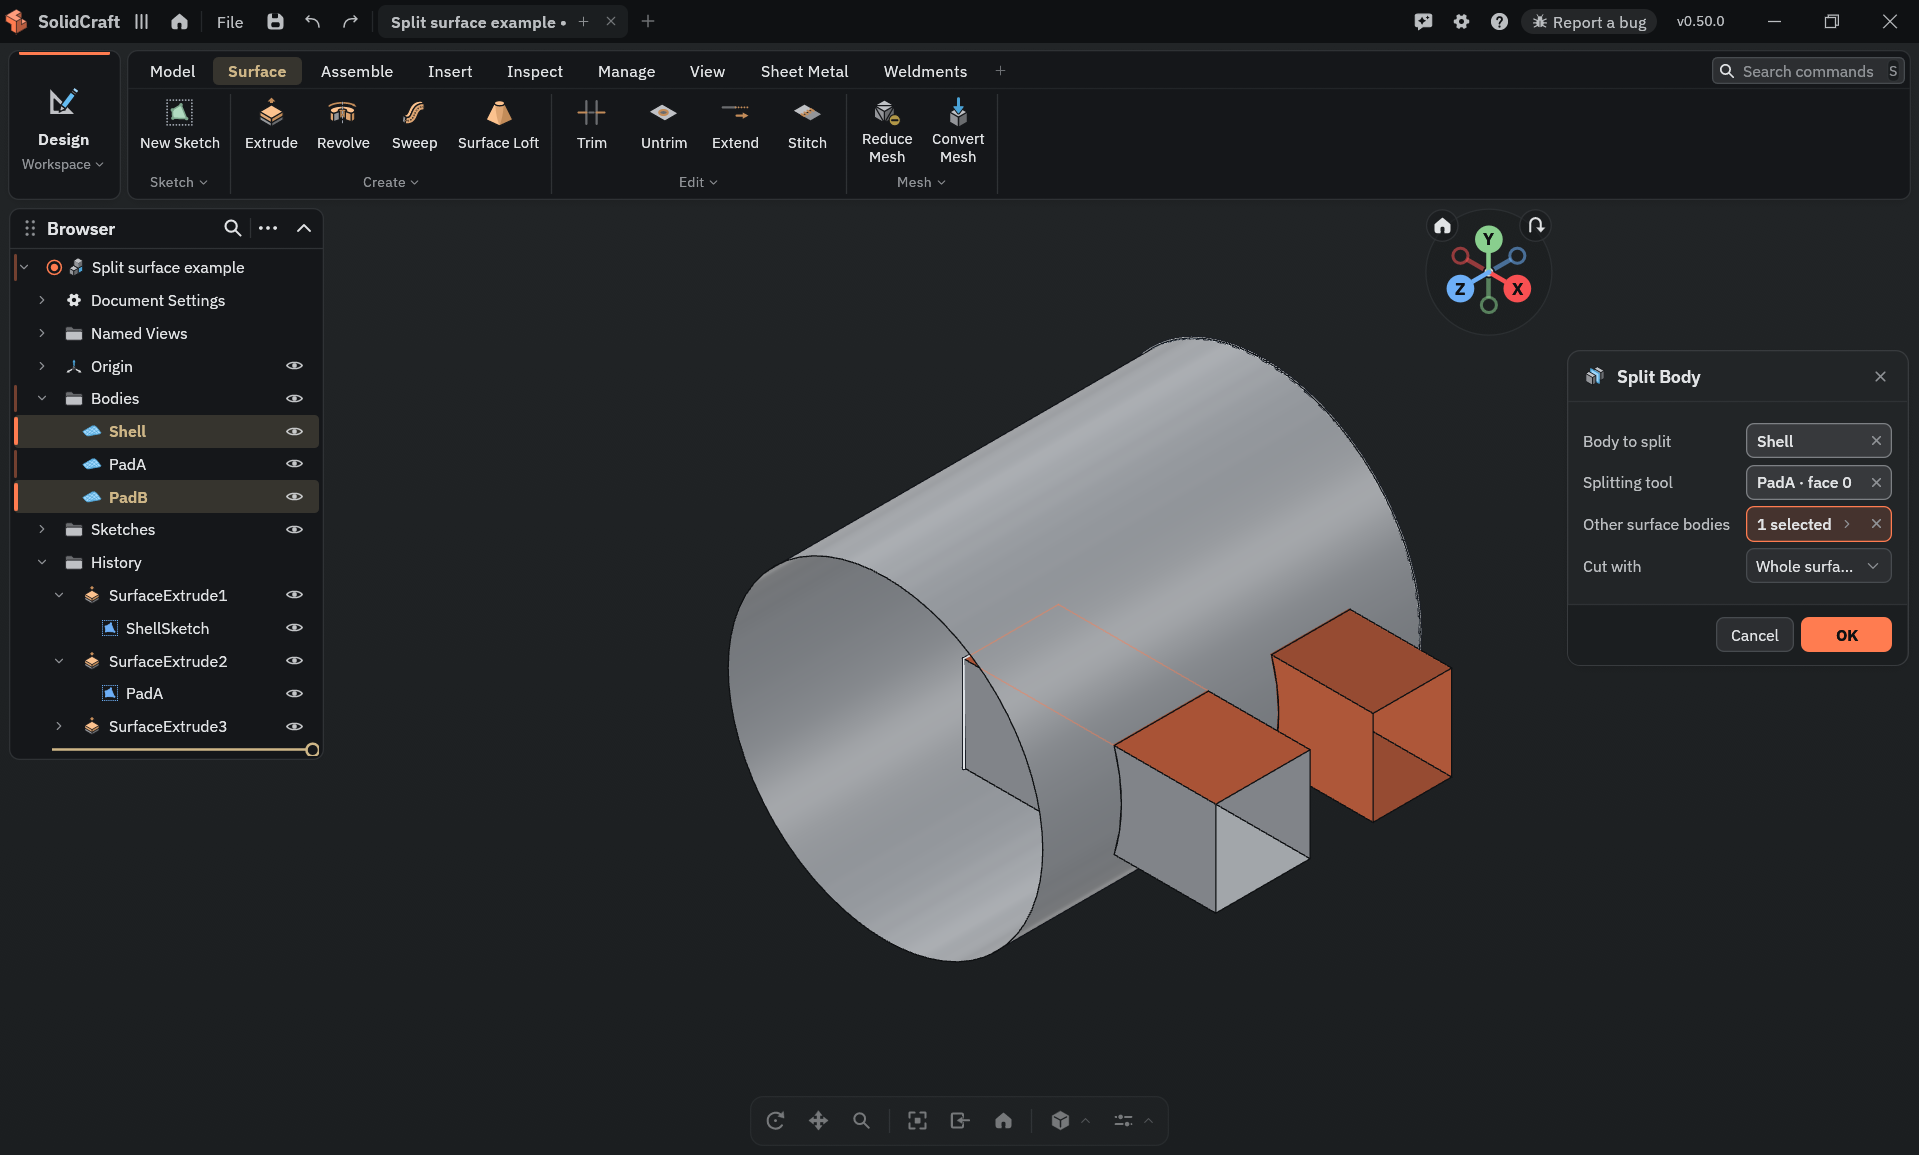 SolidCraft
File
Split surface example •
Report a bug
v0.50.0
Design
Workspace
Model
Surface
Assemble
Insert
Inspect
Manage
View
Sheet Metal
Weldments
Search commands
S
New Sketch
Extrude
Revolve
Sweep
Surface Loft
Trim
Untrim
Extend
Stitch
Reduce
Mesh
Convert
Mesh
Sketch
Create
Edit
Mesh
Browser
Split surface example
Document Settings
Named Views
Origin
Bodies
Shell
PadA
PadB
Sketches
History
SurfaceExtrude1
ShellSketch
SurfaceExtrude2
PadA
SurfaceExtrude3
Y
Z
X
Split Body
Body to split
Shell
Splitting tool
PadA · face 0
Other surface bodies
1 selected
Cut with
Whole surfa...
Cancel
OK